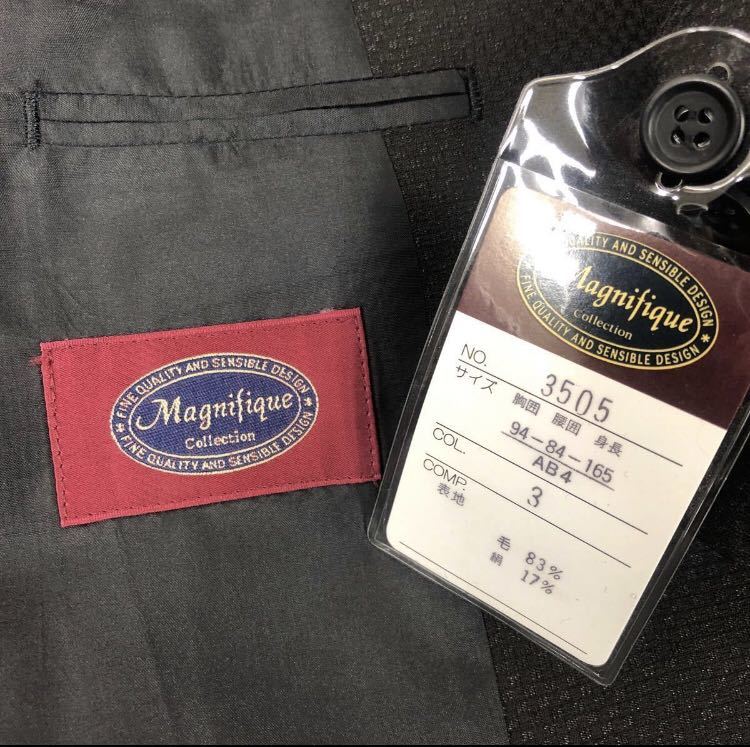 * FINE QUALITY AND SENSIBLE DESIGN *
Magnifique
Collection
FINE QUALITY AND SENSIBLE DESIGN
QUALITY AND SENSIBLE DESIGN *
Magnifique
Collection
FINE QUALITY AND SENSIBLE DESIGN
NO. 3505
サイズ 胸囲 腰囲 身長
94-84-165
AB4
COL. 3
COMP.
表地
毛 83%
絹 17%